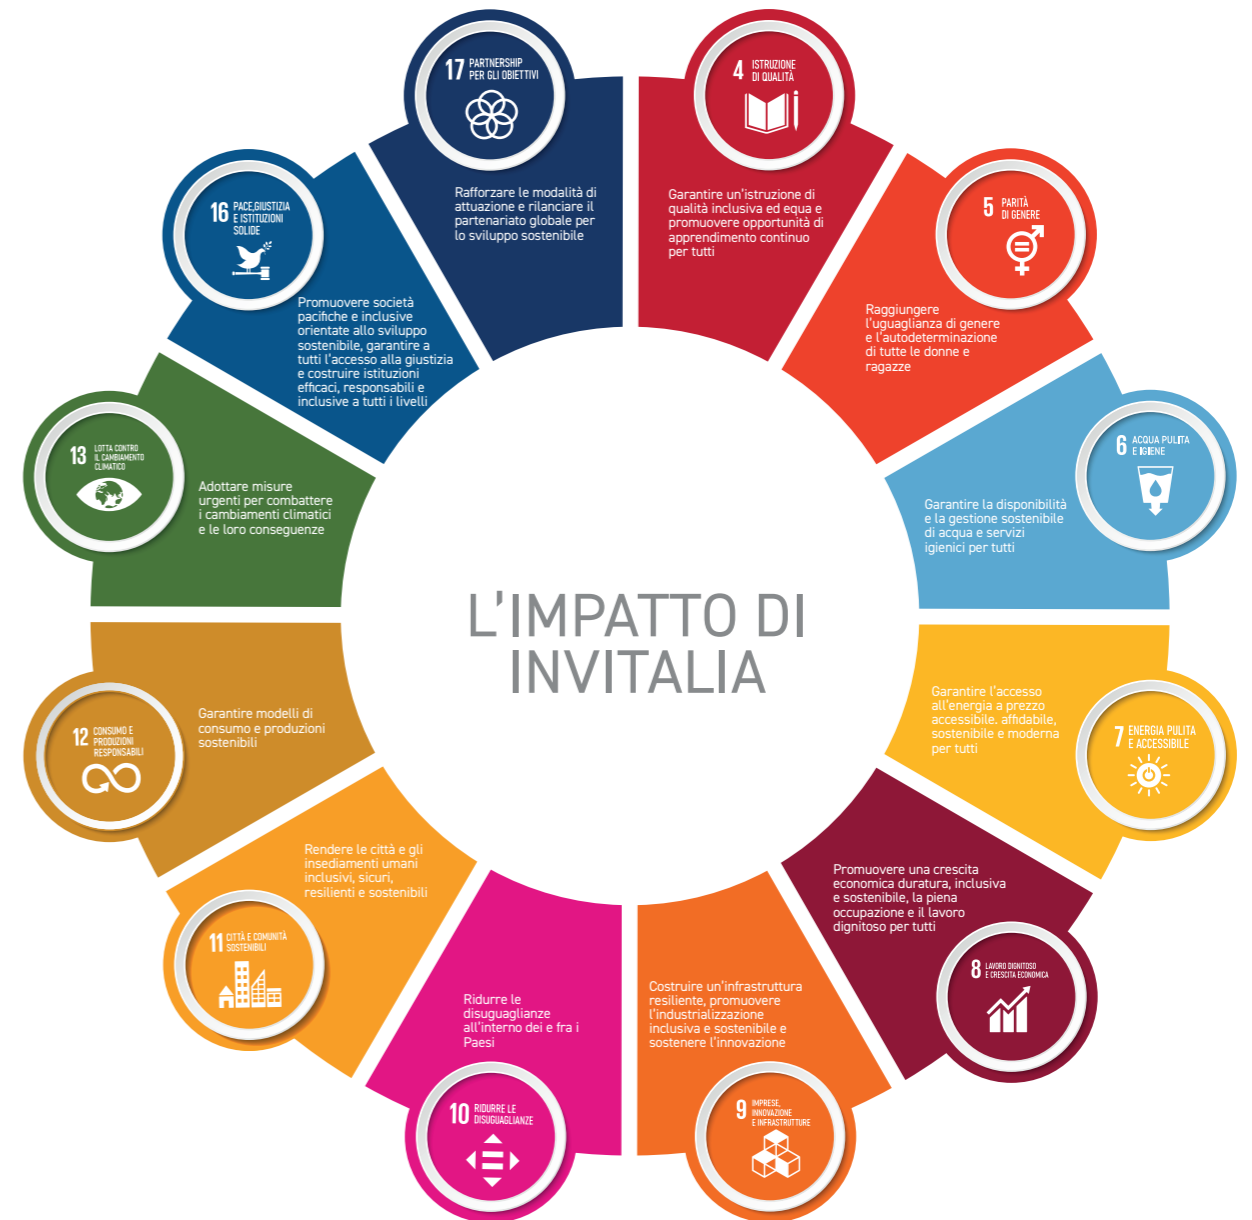 17 PARTNERSHIP
PER GLI OBIETTIVI
Rafforzare le modalità di
attuazione e rilanciare il
partenariato globale per
lo sviluppo sostenibile
4 ISTRUZIONE
DI QUALITÀ
Garantire un'istruzione di
qualità inclusiva ed equa e
promuovere opportunità di
apprendimento continuo
per tutti
5 PARITÀ
DI GENERE
Raggiungere
l'uguaglianza di genere
e l'autodeterminazione
di tutte le donne e
ragazze
6 ACQUA PULITA
E IGIENE
Garantire la disponibilità
e la gestione sostenibile
di acqua e servizi
igienici per tutti
7 ENERGIA PULITA
E ACCESSIBILE
Garantire l'accesso
all'energia a prezzo
accessibile. affidabile,
sostenibile e moderna
per tutti
8 LAVORO DIGNITOSO
E CRESCITA ECONOMICA
Promuovere una crescita
economica duratura, inclusiva
e sostenibile, la piena
occupazione e il lavoro
dignitoso per tutti
9 IMPRESE,
INNOVAZIONE
E INFRASTRUTTURE
Costruire un'infrastruttura
resiliente, promuovere
l'industrializzazione
inclusiva e sostenibile e
sostenere l'innovazione
10 RIDURRE LE
DISUGUAGLIANZE
Ridurre le
disuguaglianze
all'interno dei e fra i
Paesi
11 CITTÀ E COMUNITÀ
SOSTENIBILI
Rendere le città e gli
insediamenti umani
inclusivi, sicuri,
resilienti e sostenibili
12 CONSUMO E
PRODUZIONI
RESPONSABILI
Garantire modelli di
consumo e produzioni
sostenibili
13 LOTTA CONTRO
IL CAMBIAMENTO
CLIMATICO
Adottare misure
urgenti per combattere
i cambiamenti climatici
e le loro conseguenze
16 PACE,GIUSTIZIA
E ISTITUZIONI
SOLIDE
Promuovere società
pacifiche e inclusive
orientate allo sviluppo
sostenibile, garantire a
tutti l'accesso alla giustizia
e costruire istituzioni
efficaci, responsabili e
inclusive a tutti i livelli
L'IMPATTO DI
INVITALIA